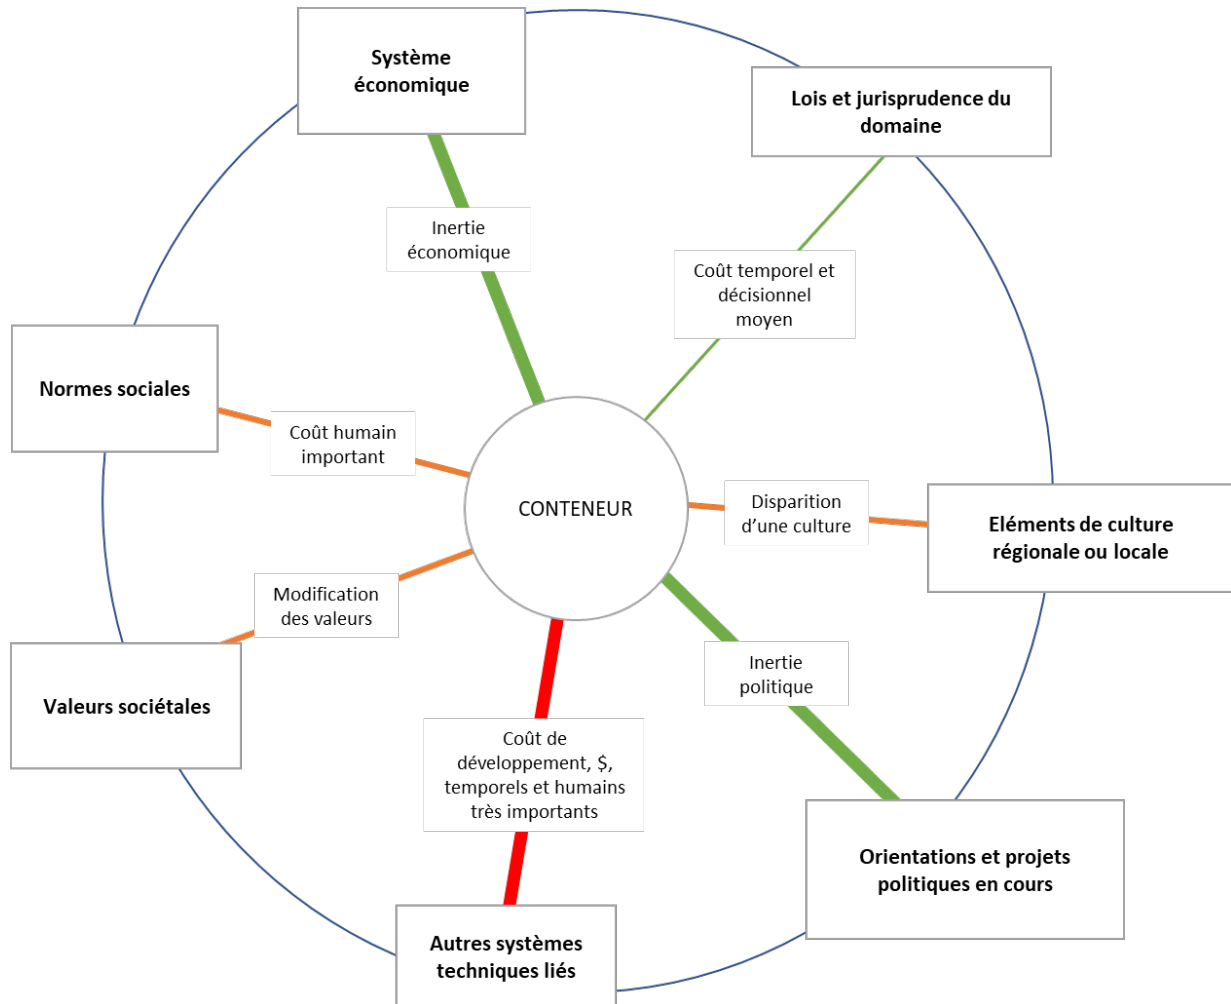 Système
économique
Lois et jurisprudence du
domaine
Inertie
économique
Coût temporel et
décisionnel
moyen
Normes sociales
Coût humain
important
CONTENEUR
Disparition
d’une culture
Eléments de culture
régionale ou locale
Modification
des valeurs
Valeurs sociétales
Inertie
politique
Coût de
développement, $,
temporels et humains
très importants
Orientations et projets
politiques en cours
Autres systèmes
techniques liés